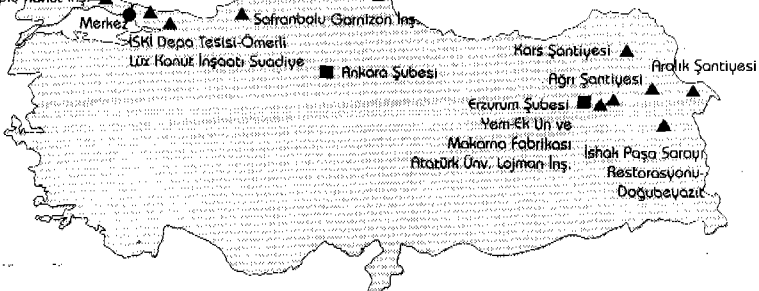 Merkez
Safranbolu Garnizon İnş.
İSKİ Depo Tesisi-Ömerli
Lüx Konut İnşaatı Suadiye
Ankara Şubesi
Kars Şantiyesi
Aralık Şantiyesi
Ağrı Şantiyesi
Erzurum Şubesi
Yem-Ek Un ve
Makarna Fabrikası
Atatürk Ünv. Lojman İnş.
İshak Paşa Sarayı
Restorasyonu-
Doğubeyazıt